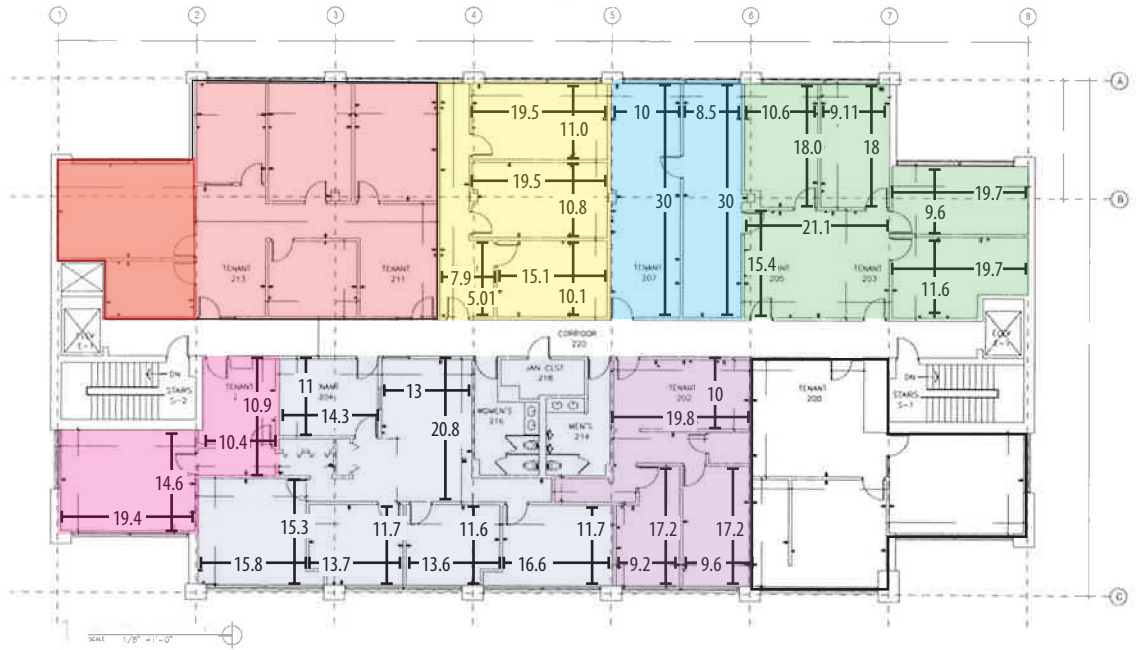 1 2 3 4 5 6 7 8
A
19.5 10 8.5 10.6 9.11
11.0
18.0 18
19.5 19.7
B
10.8 30 30 9.6
21.1
15.4
TENANT 213
TENANT 211
7.9 15.1
TENANT 207
205
TENANT 203
19.7
5.01 10.1
11.6
CORRIDOR 220
DN
STAIRS S-2
TENANT
10.9
11
14.3
13
JAN CLST 218
TENANT 202
10
TENANT 200
DN
STAIRS S-1
10.4
20.8
WOMEN'S 216
MEN'S 214
19.8
14.6
19.4
15.3 11.7 11.6 11.7 17.2 17.2
15.8 13.7 13.6 16.6 9.2 9.6
C
SCALE 1/8" =1'-0"